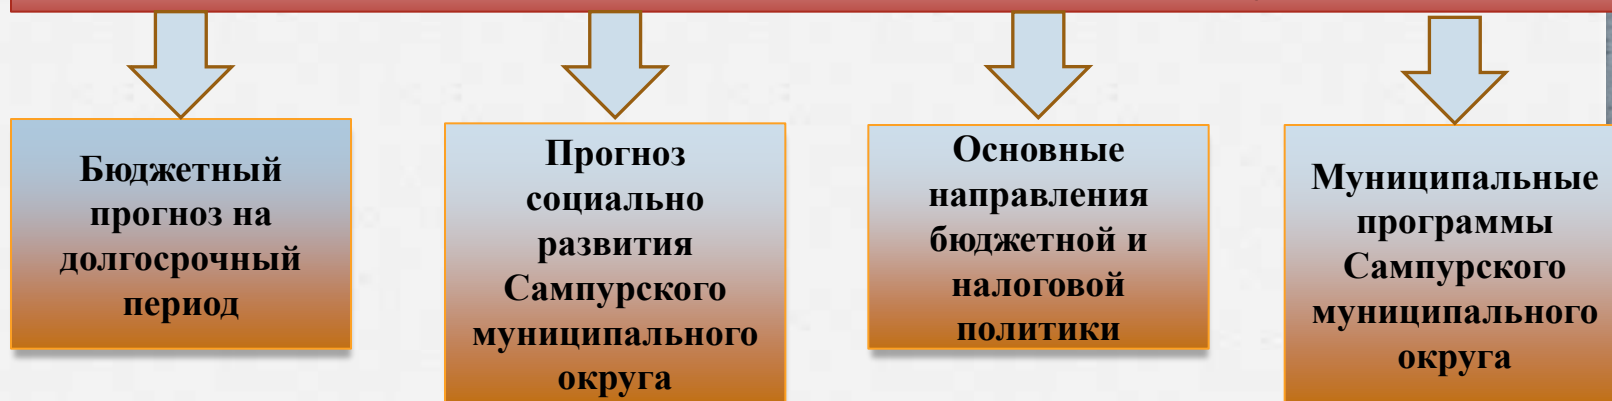 Бюджетный
прогноз на
долгосрочный
период
Прогноз
социально
развития
Сампурского
муниципального
округа
Основные
направления
бюджетной и
налоговой
политики
Муниципальные
программы
Сампурского
муниципального
округа